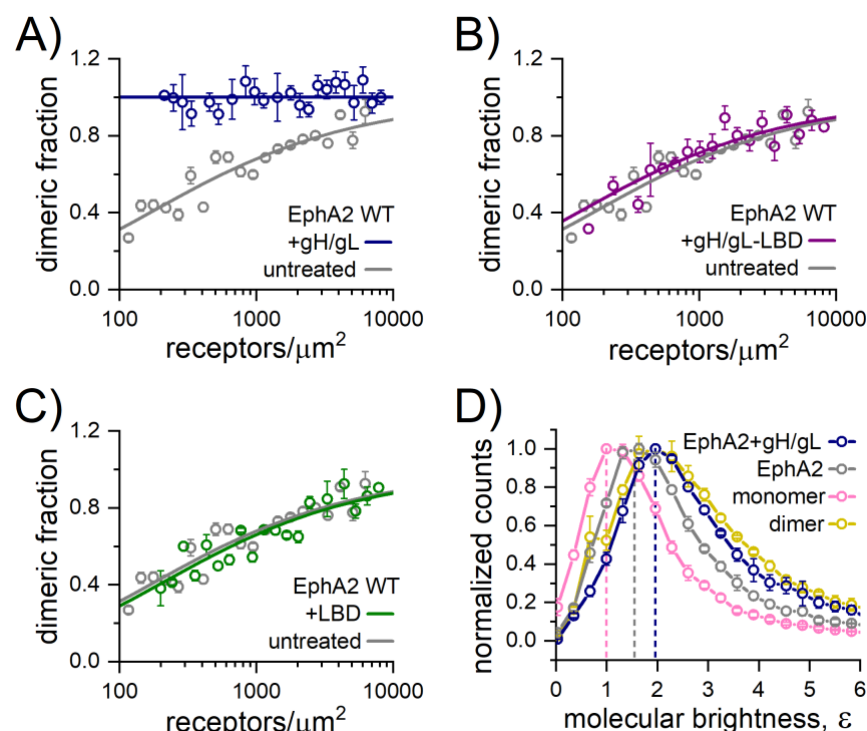 A)
1.2
0.8
0.4
0.0
dimeric fraction
EphA2 WT
+gH/gL
untreated
100 1000 10000
receptors/μm²
B)
1.2
0.8
0.4
0.0
dimeric fraction
EphA2 WT
+gH/gL-LBD
untreated
100 1000 10000
receptors/μm²
C)
1.2
0.8
0.4
0.0
dimeric fraction
EphA2 WT
+LBD
untreated
100 1000 10000
receptors/μm²
D)
normalized counts
1.0
0.8
0.6
0.4
0.2
0.0
EphA2+gH/gL
EphA2
monomer
dimer
0 1 2 3 4 5 6
molecular brightness, ε